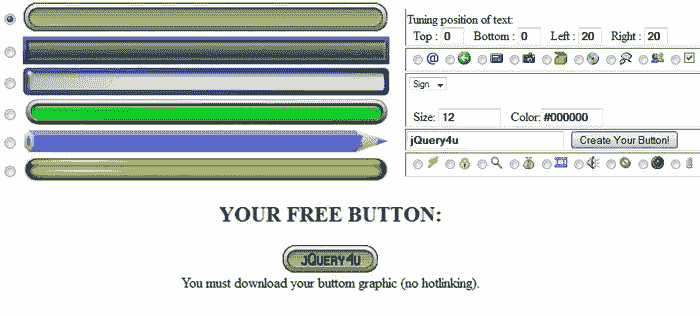 Tuning position of text:
Top : 0 Bottom : 0 Left : 20 Right : 20
Sign
Size: 12 Color: #000000
jQuery4u Create Your Button!
YOUR FREE BUTTON:
jQuery4u
You must download your buttom graphic (no hotlinking).